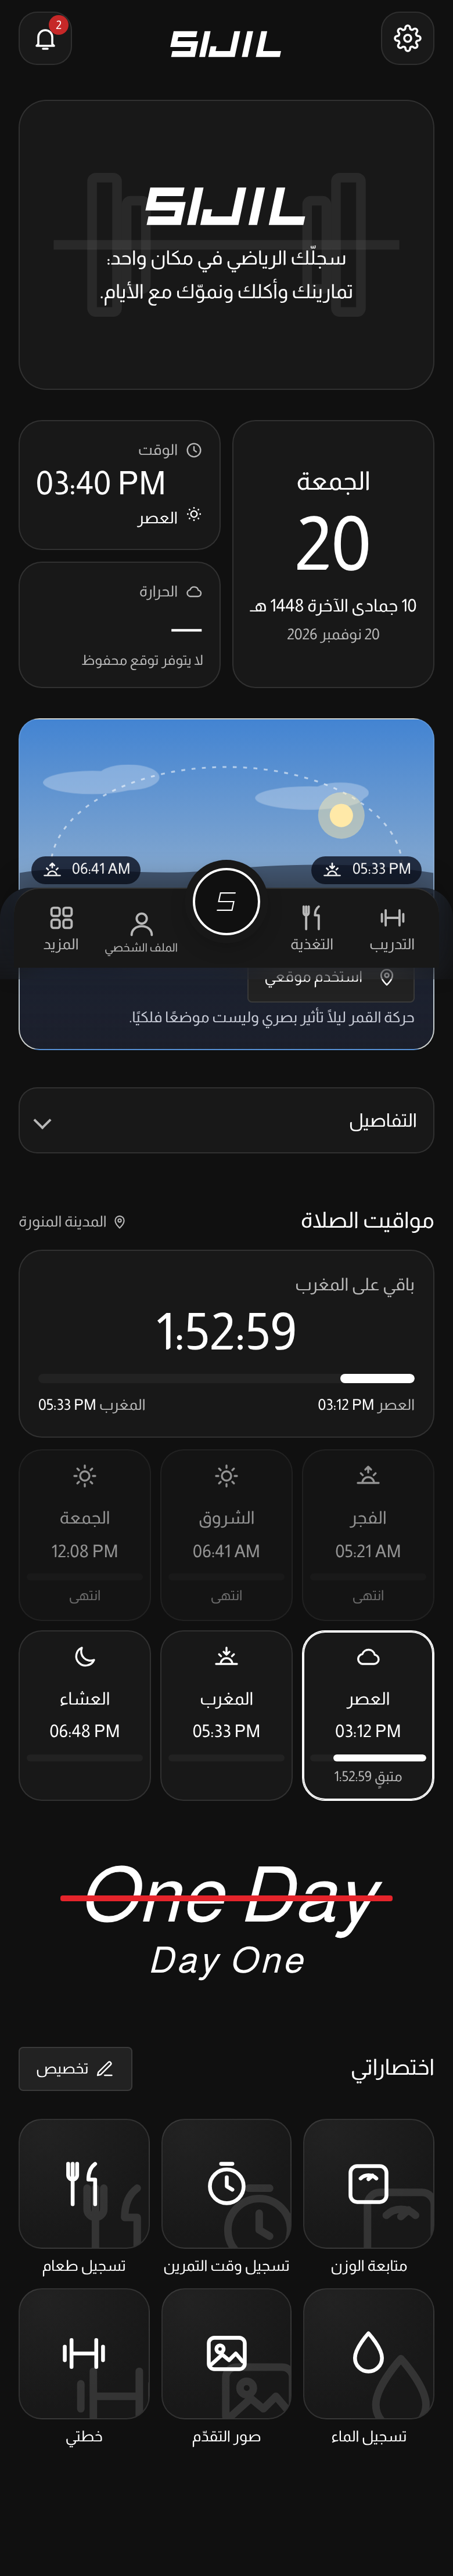 2
SIJIL
SIJIL
سجلّك الرياضي في مكان واحد:
تمارينك وأكلك ونموّك مع الأيام.
الجمعة
20
10 جمادى الآخرة 1448 هـ
20 نوفمبر 2026
الوقت
03:40 PM
العصر
الحرارة
—
لا يتوفر توقع محفوظ
05:33 PM
06:41 AM
التدريب
التغذية
S
الملف الشخصي
المزيد
استخدم موقعي
حركة القمر ليلًا تأثير بصري وليست موضعًا فلكيًا.
التفاصيل
مواقيت الصلاة
المدينة المنورة
باقي على المغرب
1:52:59
العصر 03:12 PM
المغرب 05:33 PM
الفجر
05:21 AM
انتهى
الشروق
06:41 AM
انتهى
الجمعة
12:08 PM
انتهى
العصر
03:12 PM
متبقٍ 1:52:59
المغرب
05:33 PM
العشاء
06:48 PM
One Day
Day One
اختصاراتي
تخصيص
متابعة الوزن
تسجيل وقت التمرين
تسجيل طعام
تسجيل الماء
صور التقدّم
خطتي